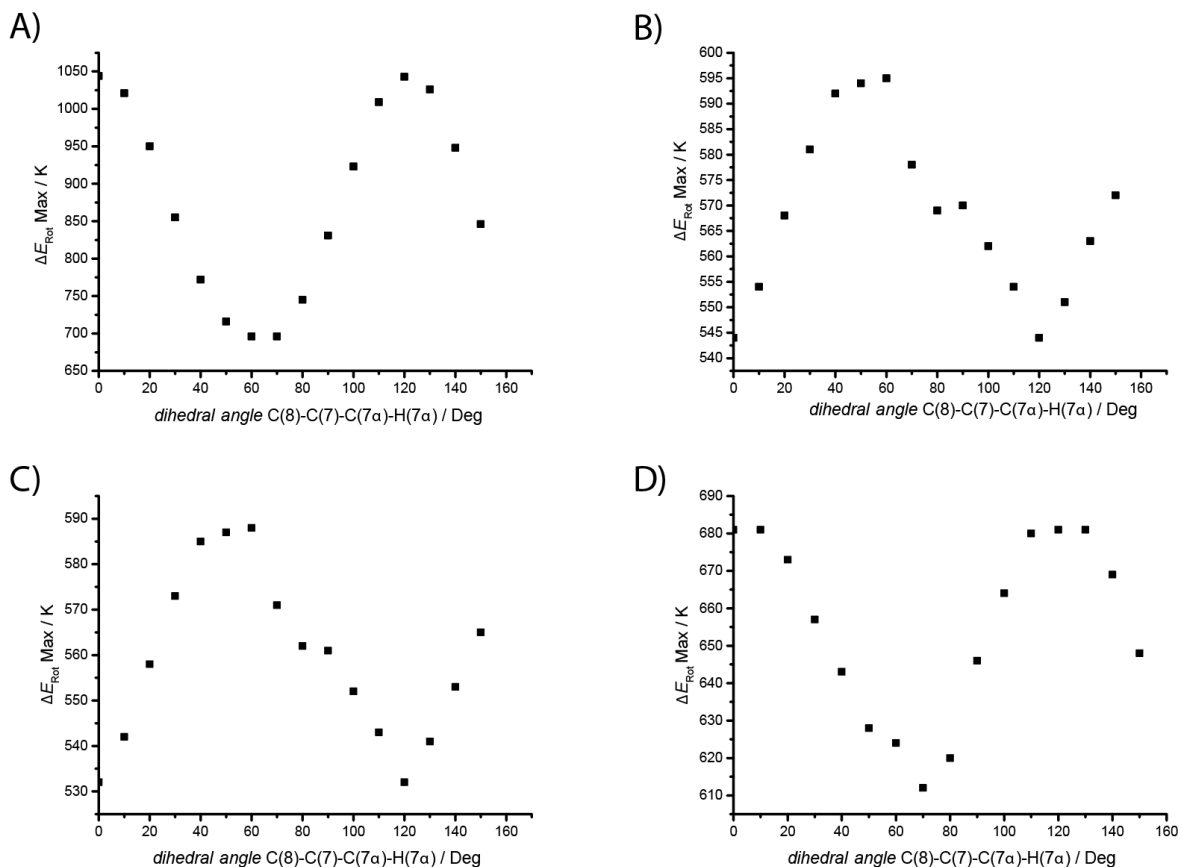 A)
1050
1000
950
900
850
800
750
700
650
ΔE_Rot Max / K
0 20 40 60 80 100 120 140 160
dihedral angle C(8)-C(7)-C(7α)-H(7α) / Deg
B)
600
595
590
585
580
575
570
565
560
555
550
545
540
ΔE_Rot Max / K
0 20 40 60 80 100 120 140 160
dihedral angle C(8)-C(7)-C(7α)-H(7α) / Deg
C)
590
580
570
560
550
540
530
ΔE_Rot Max / K
0 20 40 60 80 100 120 140 160
dihedral angle C(8)-C(7)-C(7α)-H(7α) / Deg
D)
690
680
670
660
650
640
630
620
610
ΔE_Rot Max / K
0 20 40 60 80 100 120 140 160
dihedral angle C(8)-C(7)-C(7α)-H(7α) / Deg